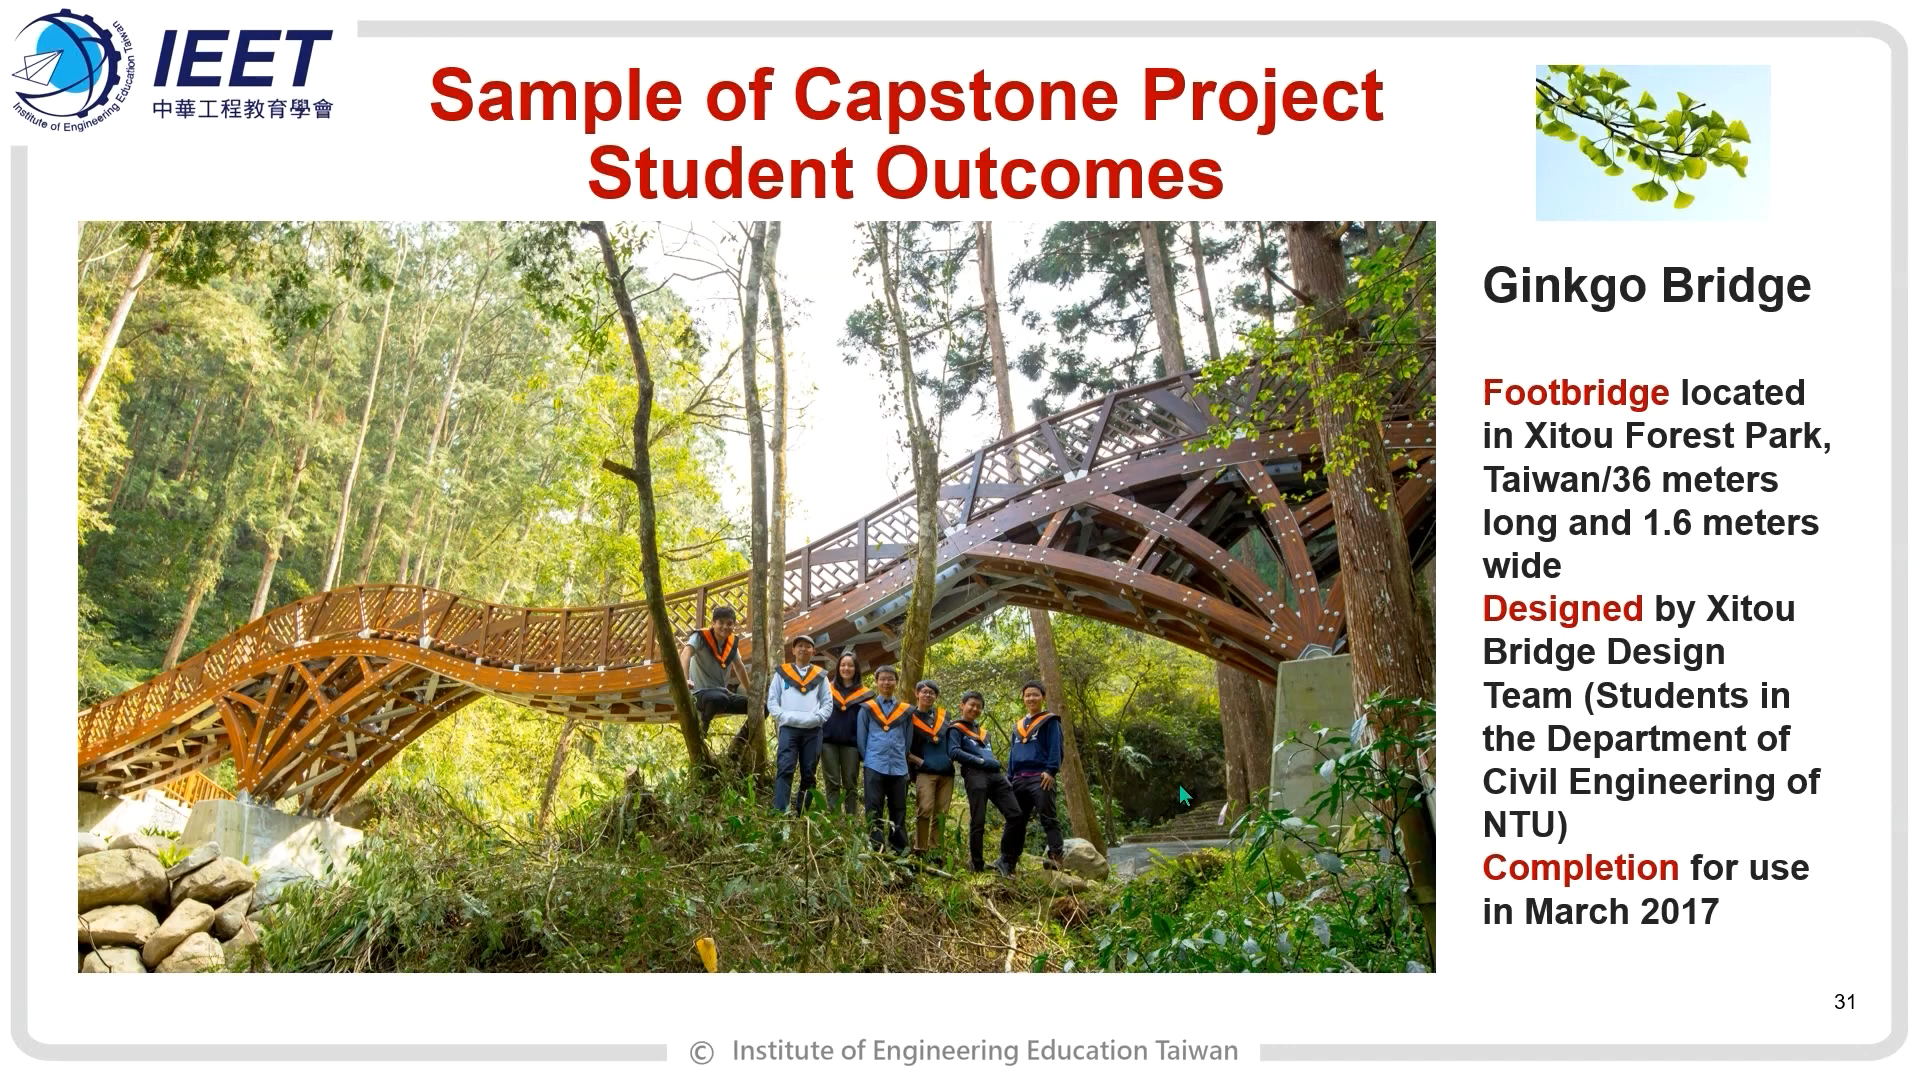 Institute of Engineering Education Taiwan
IEET
中華工程教育學會
Sample of Capstone Project
Student Outcomes
Ginkgo Bridge
Footbridge located
in Xitou Forest Park,
Taiwan/36 meters
long and 1.6 meters
wide
Designed by Xitou
Bridge Design
Team (Students in
the Department of
Civil Engineering of
NTU)
Completion for use
in March 2017
31
© Institute of Engineering Education Taiwan